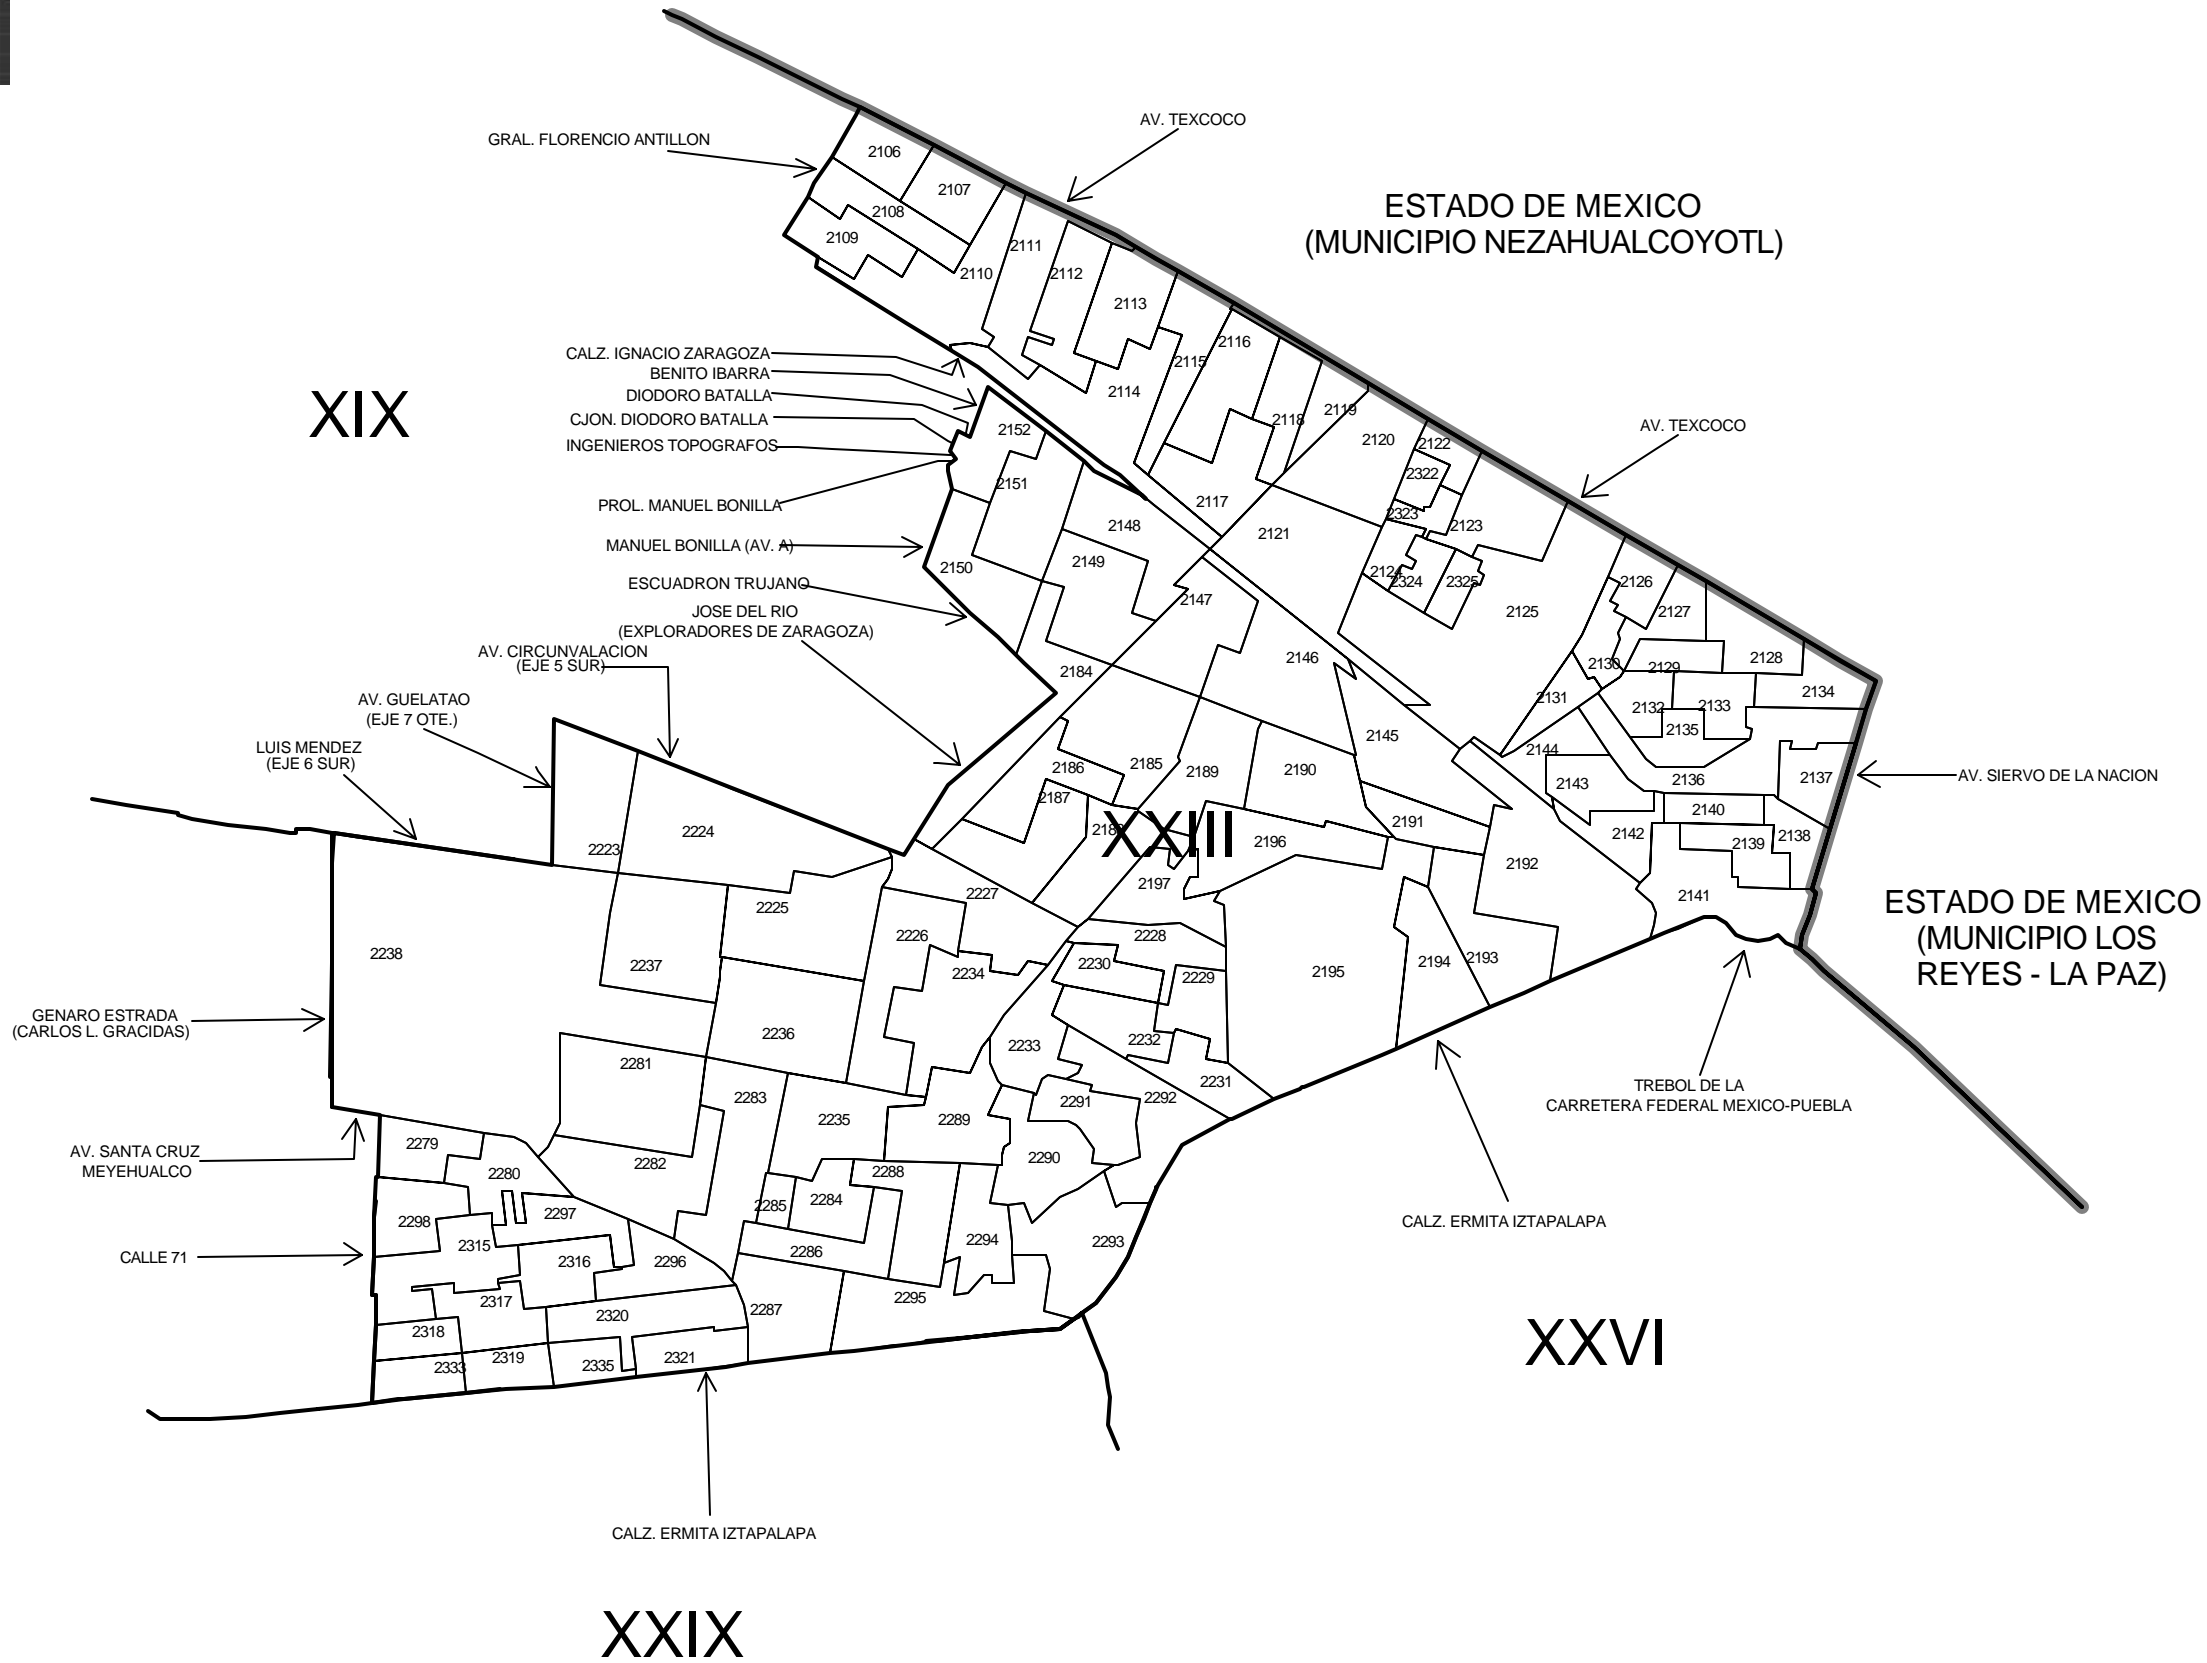 AV. TEXCOCO
GRAL. FLORENCIO ANTILLON
2106
2107
2108
2109
ESTADO DE MEXICO
(MUNICIPIO NEZAHUALCOYOTL)
2111
2110
2112
2113
CALZ. IGNACIO ZARAGOZA
BENITO IBARRA
DIODORO BATALLA
CJON. DIODORO BATALLA
INGENIEROS TOPOGRAFOS
PROL. MANUEL BONILLA
MANUEL BONILLA (AV. A)
ESCUADRON TRUJANO
JOSE DEL RIO
(EXPLORADORES DE ZARAGOZA)
AV. CIRCUNVALACION
(EJE 5 SUR)
AV. GUELATAO
(EJE 7 OTE.)
LUIS MENDEZ
(EJE 6 SUR)
XIX
2116
2115
2114
2118
2119
2120
2122
AV. TEXCOCO
2152
2151
2322
2117
2323
2123
2148
2121
2149
2150
2124
2324
2325
2147
2125
2126
2127
2146
2184
2130
2129
2128
2131
2134
2132
2133
2135
2145
2144
2186
2185
2189
2190
2143
2136
2137
AV. SIERVO DE LA NACION
2187
2140
2224
2223
2188
XXIII
2196
2191
2142
2139
2138
2192
2197
2227
2225
2141
ESTADO DE MEXICO
(MUNICIPIO LOS
REYES - LA PAZ)
2226
2228
2238
2237
2234
2230
2229
2195
2194
2193
GENARO ESTRADA
(CARLOS L. GRACIDAS)
2236
2233
2232
2281
2231
TREBOL DE LA
CARRETERA FEDERAL MEXICO-PUEBLA
2283
2291
2292
2235
2289
2279
AV. SANTA CRUZ
MEYEHUALCO
2280
2282
2288
2290
2285
2284
2298
2297
CALZ. ERMITA IZTAPALAPA
2315
2286
2294
2293
CALLE 71
2316
2296
2317
2295
2320
2287
2318
2333
2319
2335
2321
XXVI
CALZ. ERMITA IZTAPALAPA
XXIX